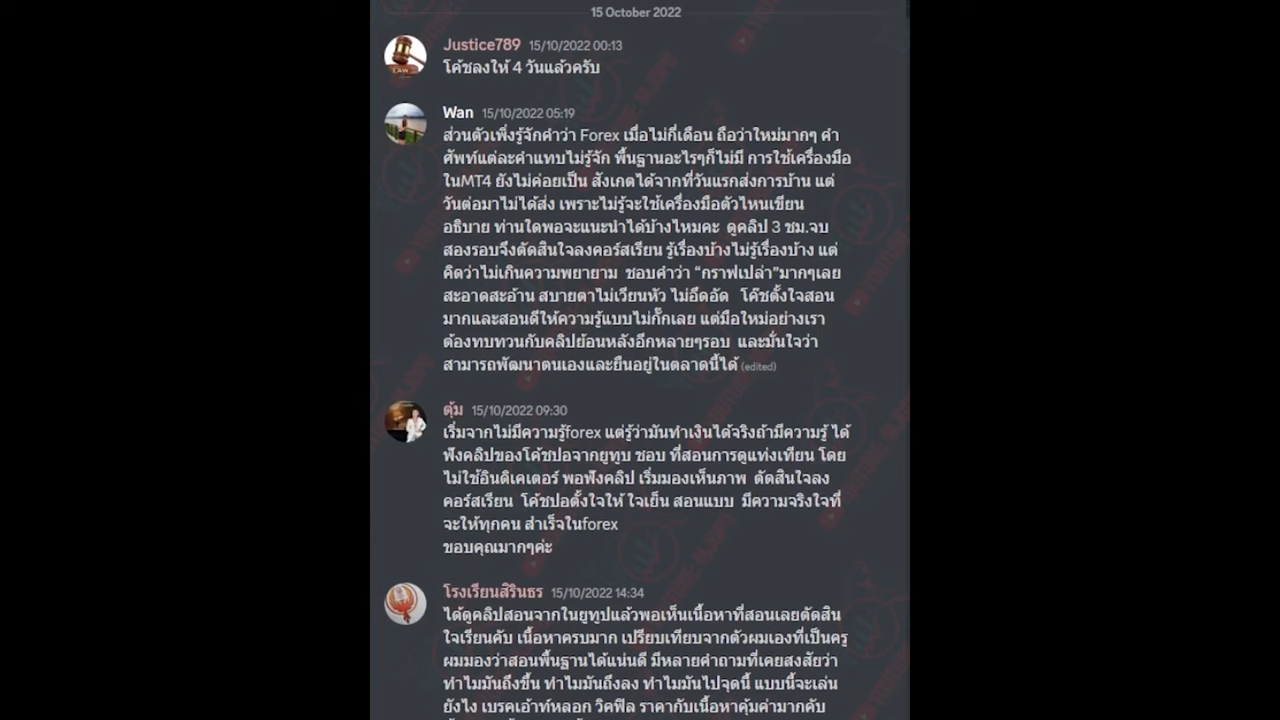 15 October 2022
Justice789 15/10/2022 00:13
โค้ชลงให้ 4 วันแล้วครับ
Wan 15/10/2022 05:19
ส่วนตัวเพิ่งรู้จักคำว่า Forex เมื่อไม่กี่เดือน ถือว่าใหม่มากๆ คำ
ศัพท์แต่ละคำแทบไม่รู้จัก พื้นฐานอะไรๆก็ไม่มี การใช้เครื่องมือ
ในMT4 ยังไม่ค่อยเป็น สังเกตได้จากที่วันแรกส่งการบ้าน แต่
วันต่อมาไม่ได้ส่ง เพราะไม่รู้จะใช้เครื่องมือตัวไหนเขียน
อธิบาย ท่านใดพอจะแนะนำได้บ้างไหมคะ ดูคลิป 3 ชม.จบ
สองรอบจึงตัดสินใจลงคอร์สเรียน รู้เรื่องบ้างไม่รู้เรื่องบ้าง แต่
คิดว่าไม่เกินความพยายาม ชอบคำว่า “กราฟเปล่า”มากๆเลย
สะอาดสะอ้าน สบายตาไม่เวียนหัว ไม่อึดอัด โค๊ชตั้งใจสอน
มากและสอนดีให้ความรู้แบบไม่กั๊กเลย แต่มือใหม่อย่างเรา
ต้องทบทวนกับคลิปย้อนหลังอีกหลายๆรอบ และมั่นใจว่า
สามารถพัฒนาตนเองและยืนอยู่ในตลาดนี้ได้ (edited)
ตุ้ม 15/10/2022 09:30
เริ่มจากไม่มีความรู้forex แต่รู้ว่ามันทำเงินได้จริงถ้ามีความรู้ ได้
ฟังคลิปของโค้ชปอจากยูทูบ ชอบ ที่สอนการดูแท่งเทียน โดย
ไม่ใช้อินดิเคเตอร์ พอฟังคลิป เริ่มมองเห็นภาพ ตัดสินใจลง
คอร์สเรียน โค้ชปอตั้งใจให้ ใจเย็น สอนแบบ มีความจริงใจที่
จะให้ทุกคน สำเร็จในforex
ขอบคุณมากๆค่ะ
โรงเรียนสิรินธร 15/10/2022 14:34
ได้ดูคลิปสอนจากในยูทูปแล้วพอเห็นเนื้อหาที่สอนเลยตัดสิน
ใจเรียนคับ เนื้อหาครบมาก เปรียบเทียบจากตัวผมเองที่เป็นครู
ผมมองว่าสอนพื้นฐานได้แน่นดี มีหลายคำถามที่เคยสงสัยว่า
ทำไมมันถึงขึ้น ทำไมมันถึงลง ทำไมมันไปจุดนี้ แบบนี้จะเล่น
ยังไง เบรคเอ้าท์หลอก วิคฟิล ราคากับเนื้อหาคุ้มค่ามากคับ